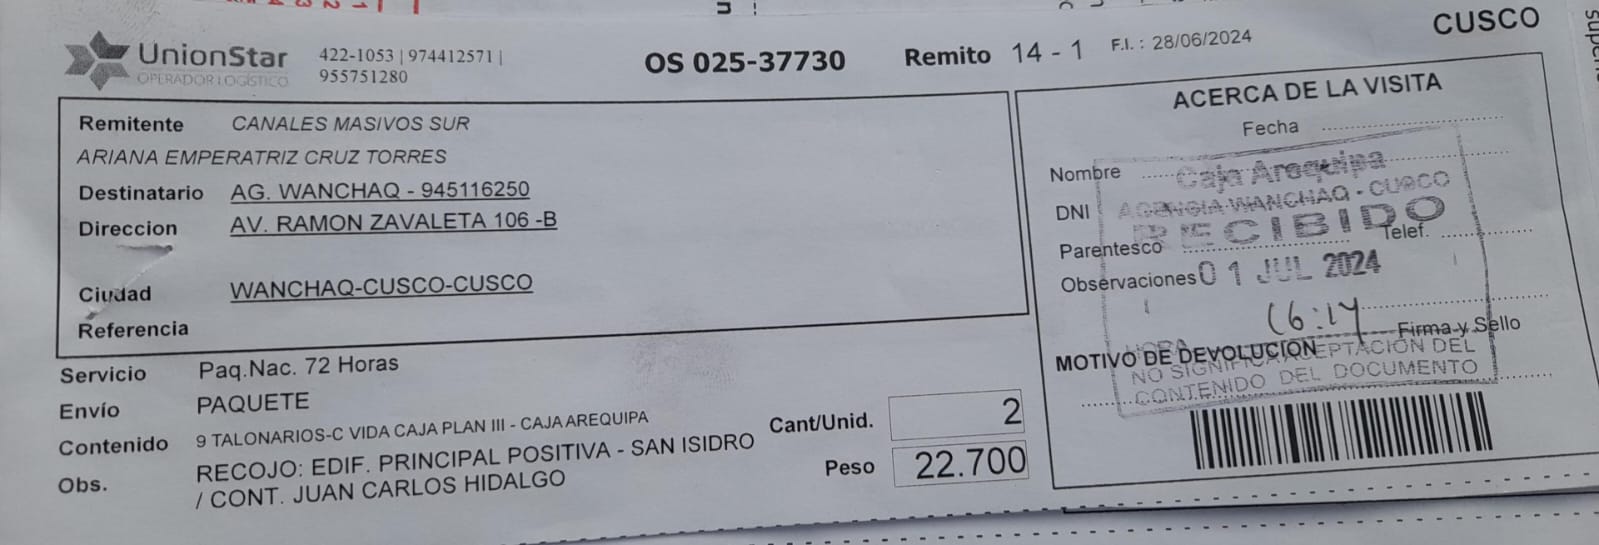 UnionStar
OPERADOR LOGÍSTICO
422-1053 | 974412571 |
955751280
OS 025-37730
Remito 14 - 1
F.I. : 28/06/2024
CUSCO
Remitente CANALES MASIVOS SUR
ARIANA EMPERATRIZ CRUZ TORRES
Destinatario AG. WANCHAQ - 945116250
Direccion AV. RAMON ZAVALETA 106 -B
Ciudad WANCHAQ-CUSCO-CUSCO
Referencia
Servicio Paq.Nac. 72 Horas
Envío PAQUETE
Contenido 9 TALONARIOS-C VIDA CAJA PLAN III - CAJA AREQUIPA
Obs. RECOJO: EDIF. PRINCIPAL POSITIVA - SAN ISIDRO
/ CONT. JUAN CARLOS HIDALGO
Cant/Unid. 2
Peso 22.700
ACERCA DE LA VISITA
Fecha
Nombre
DNI
Parentesco
Telef.
Observaciones
Firma y Sello
MOTIVO DE DEVOLUCION
Caja Arequipa
AGENCIA WANCHAQ - CUSCO
RECIBIDO
01 JUL 2024
16:14
HORA
NO SIGNIFICA ACEPTACIÓN DEL
CONTENIDO DEL DOCUMENTO